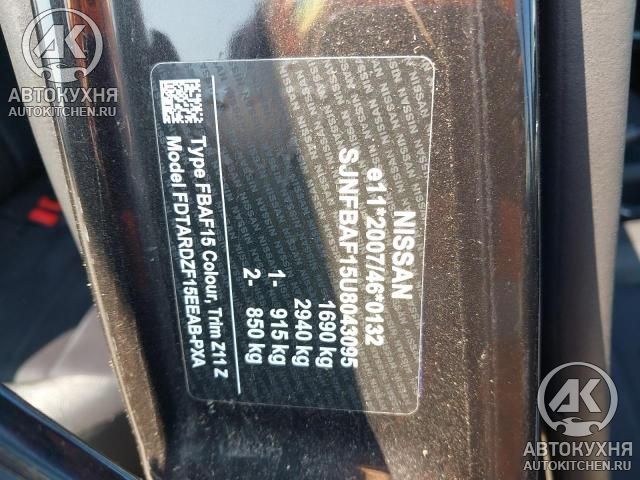 NISSAN
e11*2007/46*0132
SJNFBAF15U8043095
1690 kg
2940 kg
1- 915 kg
2- 850 kg
Type FBAF15 Colour, Trim Z11 Z
Model FDTARDZF15EEAB-PXA
АВТОКУХНЯ
AUTOKITCHEN.RU
АВТОКУХНЯ
AUTOKITCHEN.RU